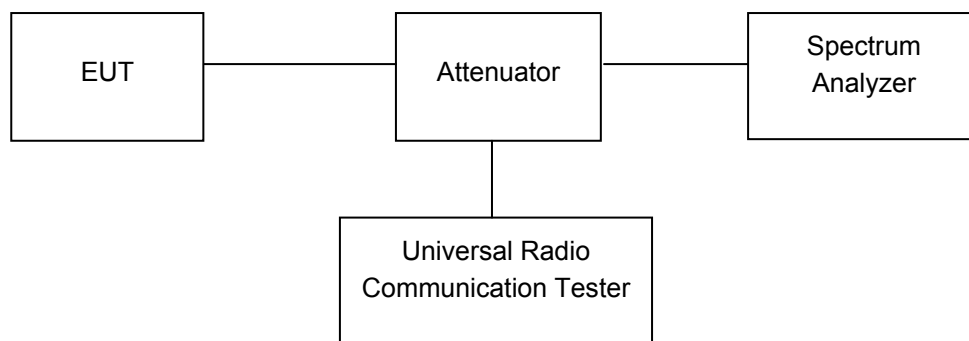 EUT
Attenuator
Spectrum
Analyzer
Universal Radio
Communication Tester